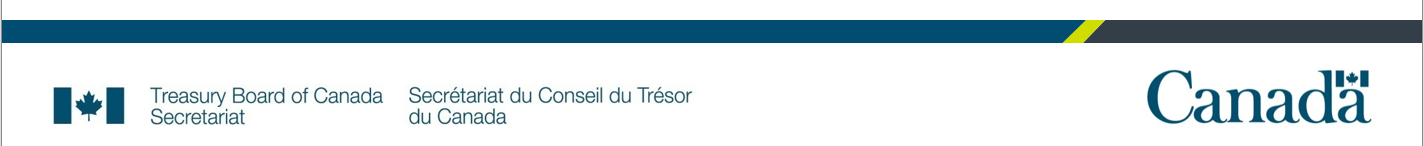 Treasury Board of Canada
Secretariat
Secrétariat du Conseil du Trésor
du Canada
Canada